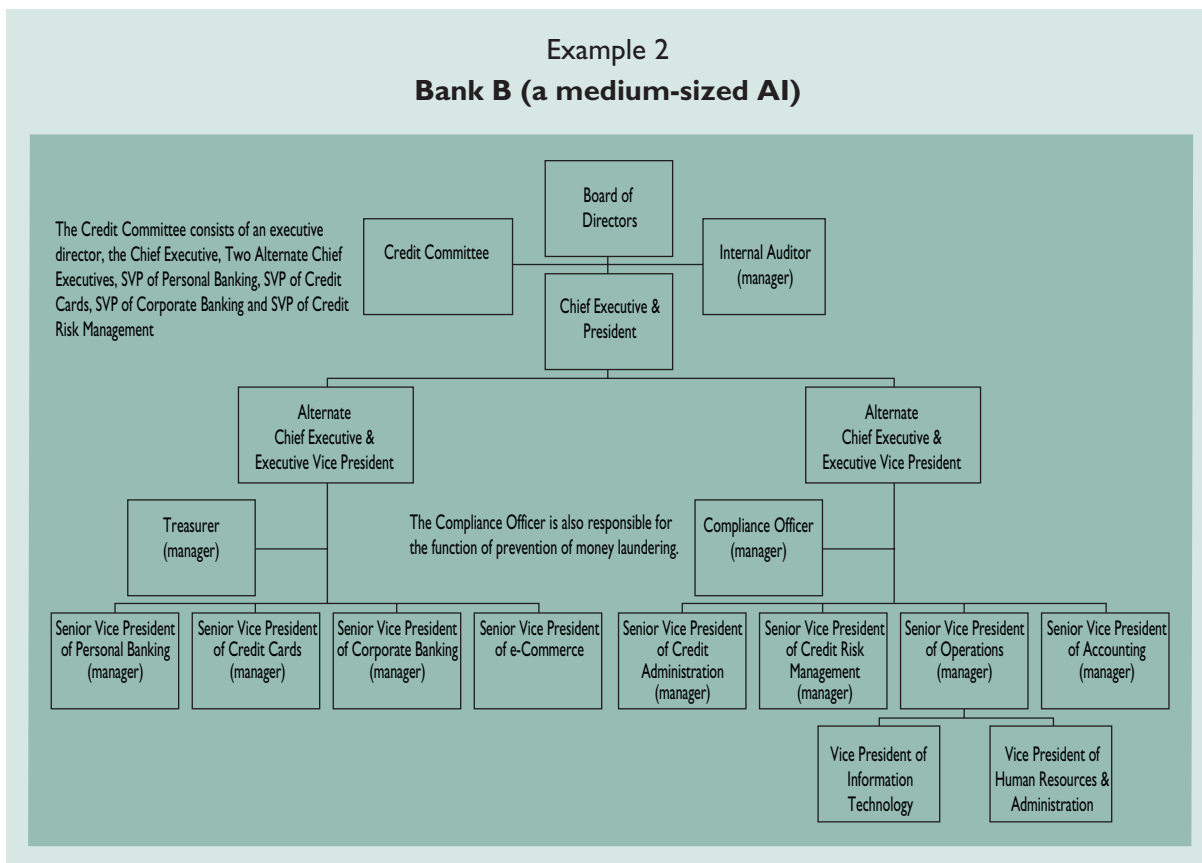 Example 2
Bank B (a medium-sized AI)
Board of
Directors
The Credit Committee consists of an executive
director, the Chief Executive, Two Alternate Chief
Executives, SVP of Personal Banking, SVP of Credit
Cards, SVP of Corporate Banking and SVP of Credit
Risk Management
Credit Committee
Internal Auditor
(manager)
Chief Executive &
President
Alternate
Chief Executive &
Executive Vice President
Alternate
Chief Executive &
Executive Vice President
Treasurer
(manager)
The Compliance Officer is also responsible for
the function of prevention of money laundering.
Compliance Officer
(manager)
Senior Vice President
of Personal Banking
(manager)
Senior Vice President
of Credit Cards
(manager)
Senior Vice President
of Corporate Banking
(manager)
Senior Vice President
of e-Commerce
Senior Vice President
of Credit
Administration
(manager)
Senior Vice President
of Credit Risk
Management
(manager)
Senior Vice President
of Operations
(manager)
Senior Vice President
of Accounting
(manager)
Vice President of
Information
Technology
Vice President of
Human Resources &
Administration